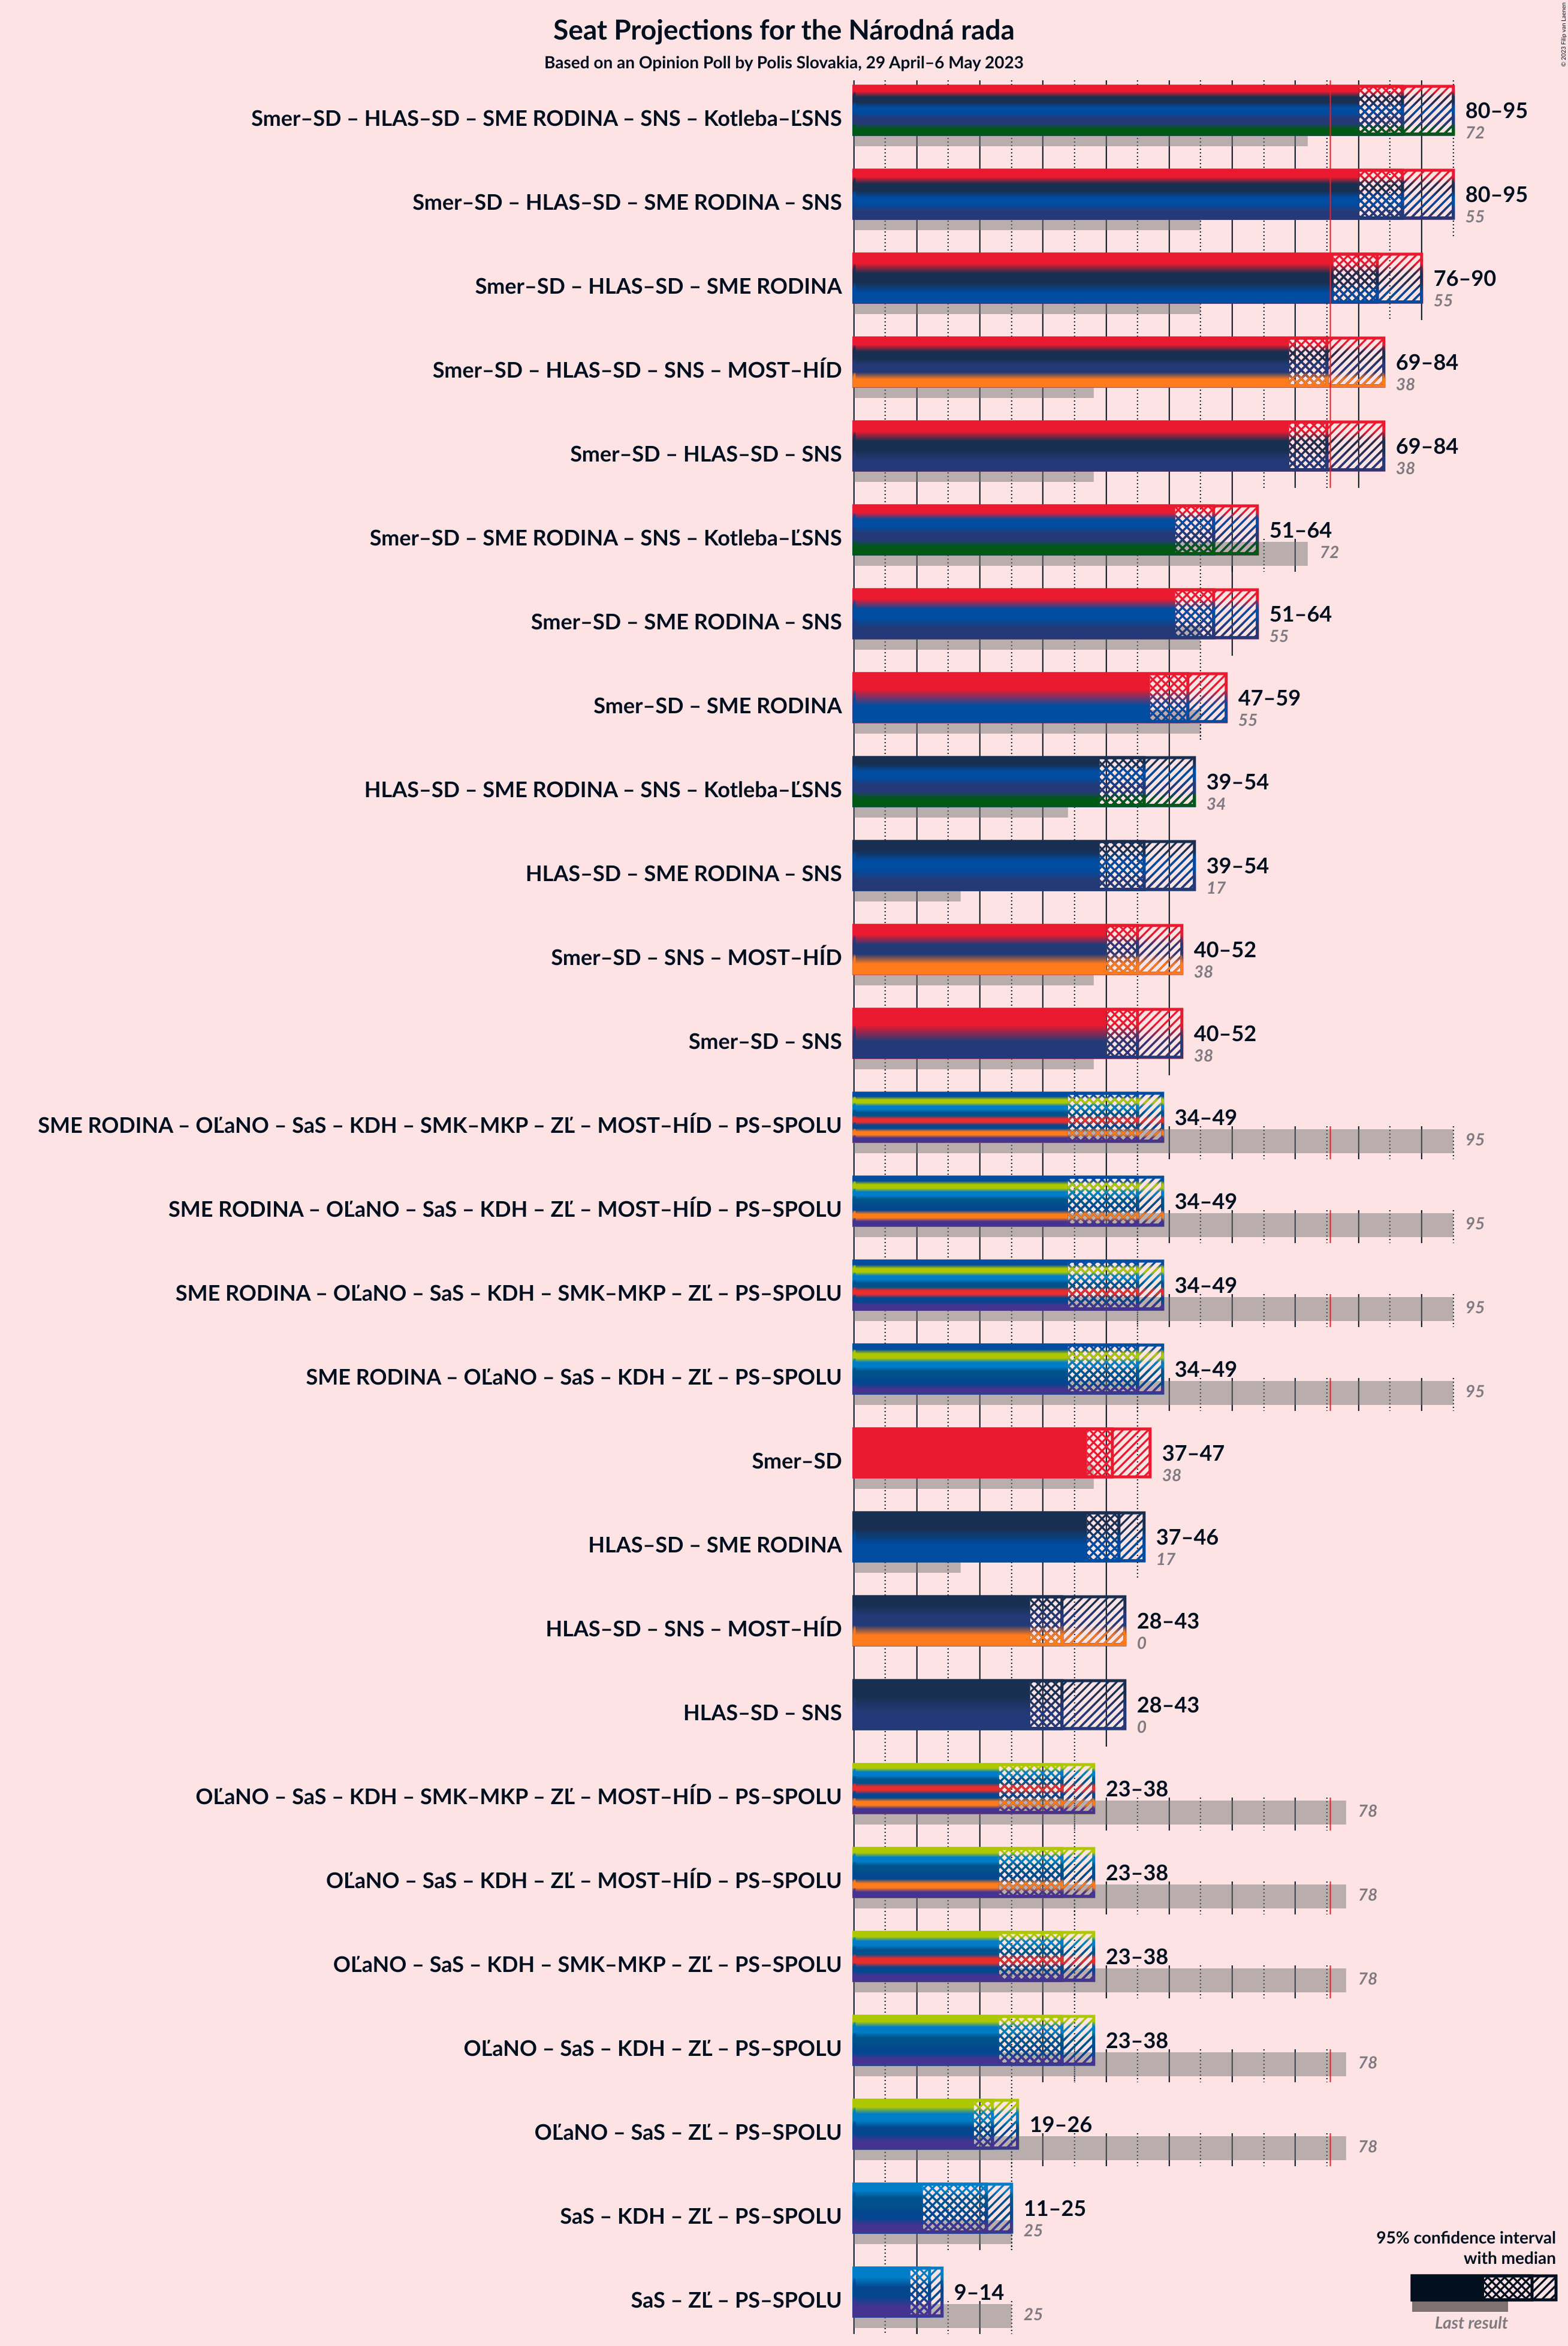 Seat Projections for the Národná rada
Based on an Opinion Poll by Polis Slovakia, 29 April–6 May 2023
© 2023 Filip van Laenen
Smer–SD – HLAS–SD – SME RODINA – SNS – Kotleba–ĽSNS
80–95
72
Smer–SD – HLAS–SD – SME RODINA – SNS
80–95
55
Smer–SD – HLAS–SD – SME RODINA
76–90
55
Smer–SD – HLAS–SD – SNS – MOST–HÍD
69–84
38
Smer–SD – HLAS–SD – SNS
69–84
38
Smer–SD – SME RODINA – SNS – Kotleba–ĽSNS
51–64
72
Smer–SD – SME RODINA – SNS
51–64
55
Smer–SD – SME RODINA
47–59
55
HLAS–SD – SME RODINA – SNS – Kotleba–ĽSNS
39–54
34
HLAS–SD – SME RODINA – SNS
39–54
17
Smer–SD – SNS – MOST–HÍD
40–52
38
Smer–SD – SNS
40–52
38
SME RODINA – OĽaNO – SaS – KDH – SMK–MKP – ZĽ – MOST–HÍD – PS–SPOLU
34–49
95
SME RODINA – OĽaNO – SaS – KDH – ZĽ – MOST–HÍD – PS–SPOLU
34–49
95
SME RODINA – OĽaNO – SaS – KDH – SMK–MKP – ZĽ – PS–SPOLU
34–49
95
SME RODINA – OĽaNO – SaS – KDH – ZĽ – PS–SPOLU
34–49
95
Smer–SD
37–47
38
HLAS–SD – SME RODINA
37–46
17
HLAS–SD – SNS – MOST–HÍD
28–43
0
HLAS–SD – SNS
28–43
0
OĽaNO – SaS – KDH – SMK–MKP – ZĽ – MOST–HÍD – PS–SPOLU
23–38
78
OĽaNO – SaS – KDH – ZĽ – MOST–HÍD – PS–SPOLU
23–38
78
OĽaNO – SaS – KDH – SMK–MKP – ZĽ – PS–SPOLU
23–38
78
OĽaNO – SaS – KDH – ZĽ – PS–SPOLU
23–38
78
OĽaNO – SaS – ZĽ – PS–SPOLU
19–26
78
SaS – KDH – ZĽ – PS–SPOLU
11–25
25
SaS – ZĽ – PS–SPOLU
9–14
25
95% confidence interval
with median
Last result